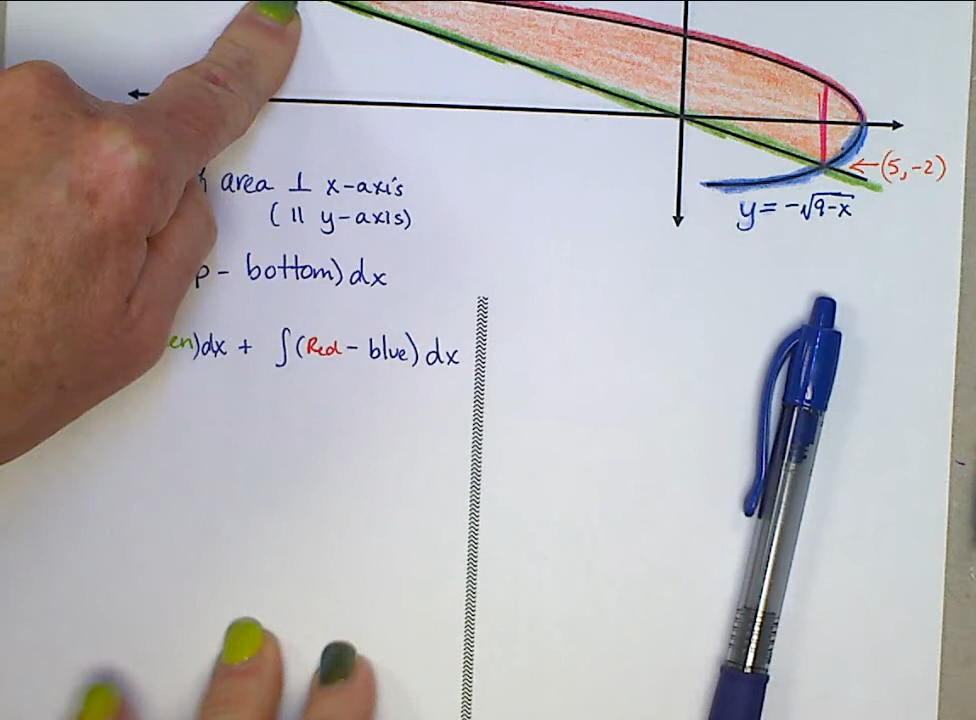 (5,-2)
area ⊥ x-axis
(|| y-axis)
y = -√9-x
p - bottom) dx
en)dx + ∫(Red - blue) dx